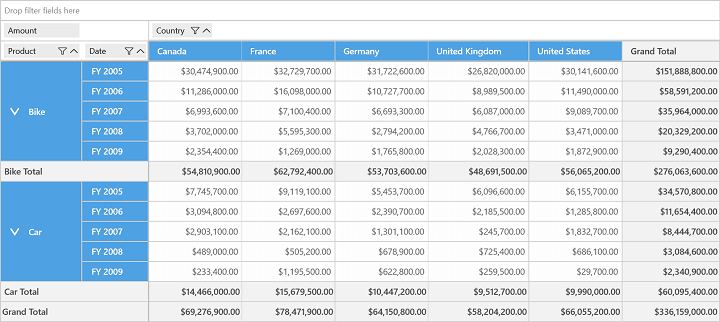 Drop filter fields here
Amount Country
Product Date Canada France Germany United Kingdom United States Grand Total
Bike FY 2005 $30,474,900.00 $32,729,700.00 $31,722,600.00 $26,820,000.00 $30,141,600.00 $151,888,800.00
FY 2006 $11,286,000.00 $16,098,000.00 $10,727,700.00 $8,989,500.00 $11,490,000.00 $58,591,200.00
FY 2007 $6,993,600.00 $7,100,400.00 $6,693,300.00 $6,087,000.00 $9,089,700.00 $35,964,000.00
FY 2008 $3,702,000.00 $5,595,300.00 $2,794,200.00 $4,766,700.00 $3,471,000.00 $20,329,200.00
FY 2009 $2,354,400.00 $1,269,000.00 $1,765,800.00 $2,028,300.00 $1,872,900.00 $9,290,400.00
Bike Total $54,810,900.00 $62,792,400.00 $53,703,600.00 $48,691,500.00 $56,065,200.00 $276,063,600.00
Car FY 2005 $7,745,700.00 $9,119,100.00 $5,453,700.00 $6,096,600.00 $6,155,700.00 $34,570,800.00
FY 2006 $3,094,800.00 $2,697,600.00 $2,390,700.00 $2,185,500.00 $1,285,800.00 $11,654,400.00
FY 2007 $2,903,100.00 $2,162,100.00 $1,301,100.00 $245,700.00 $1,832,700.00 $8,444,700.00
FY 2008 $489,000.00 $505,200.00 $678,900.00 $725,400.00 $686,100.00 $3,084,600.00
FY 2009 $233,400.00 $1,195,500.00 $622,800.00 $259,500.00 $29,700.00 $2,340,900.00
Car Total $14,466,000.00 $15,679,500.00 $10,447,200.00 $9,512,700.00 $9,990,000.00 $60,095,400.00
Grand Total $69,276,900.00 $78,471,900.00 $64,150,800.00 $58,204,200.00 $66,055,200.00 $336,159,000.00